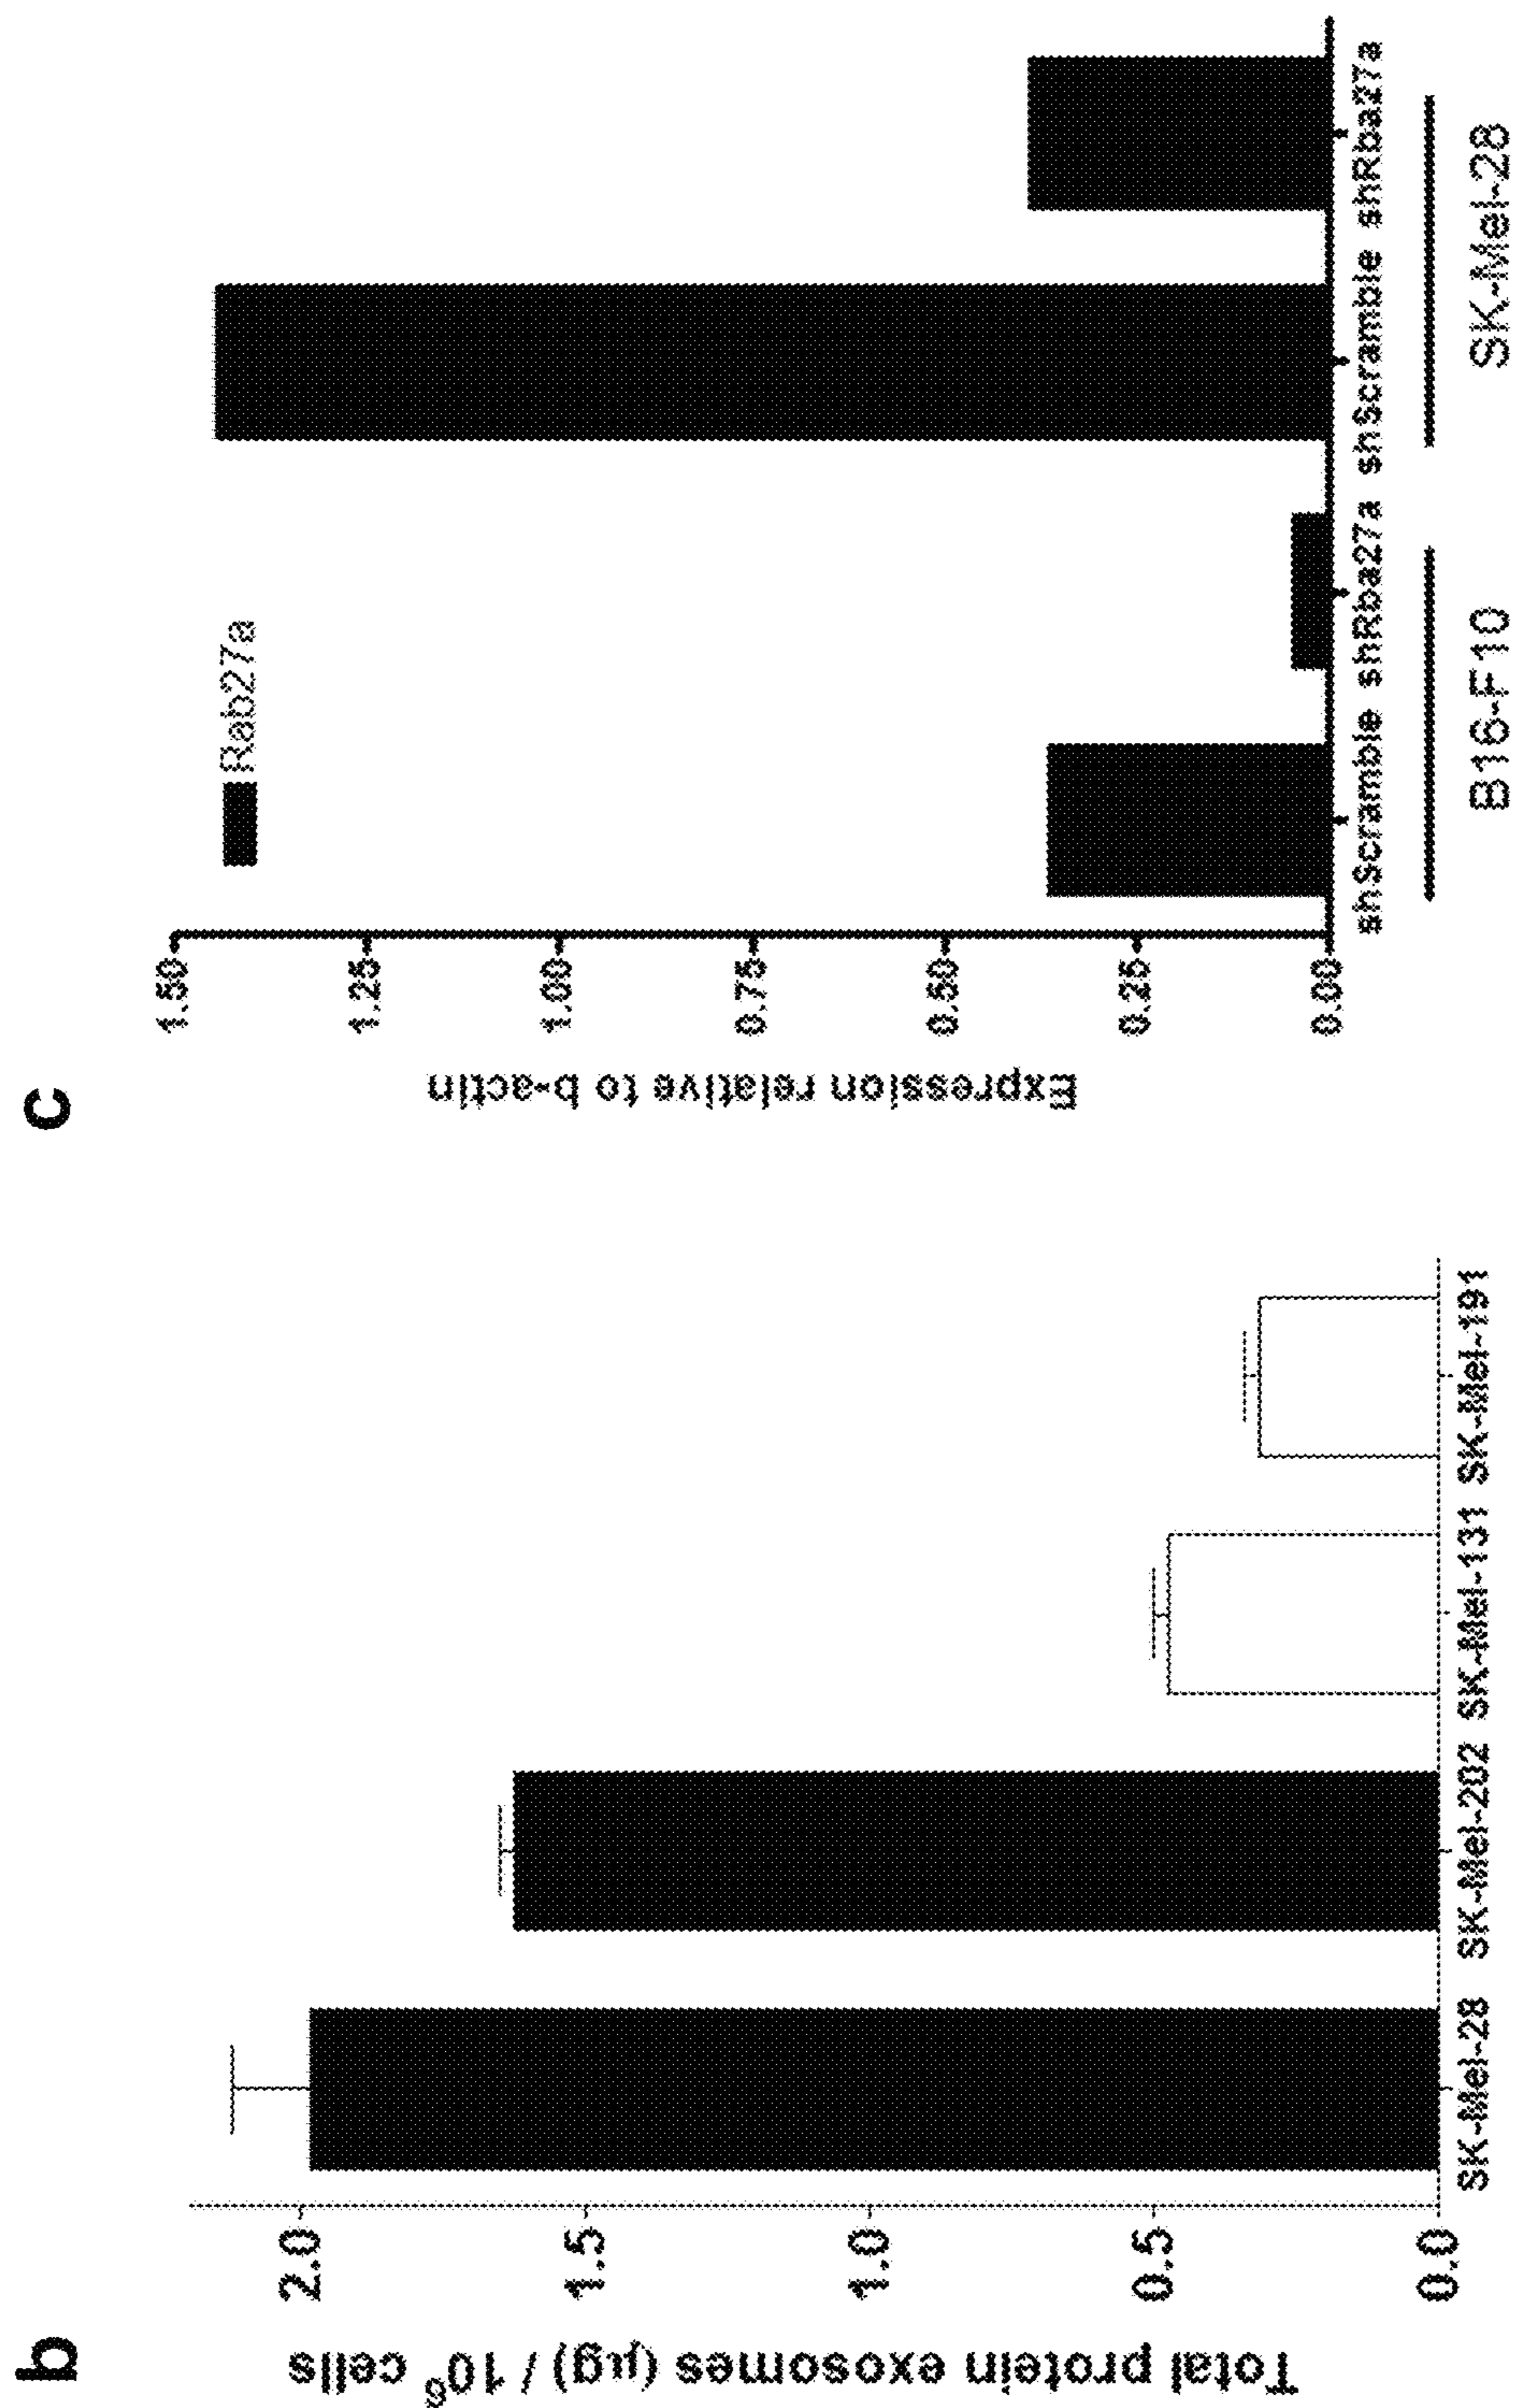 b
Total protein exosomes (µg) / 10⁶ cells
2.0
1.5
1.0
0.5
0.0
SK-Mel-28 SK-Mel-202 SK-Mel-131 SK-Mel-191
c
Expression relative to b-actin
1.50
1.25
1.00
0.75
0.50
0.25
0.00
Rab27a
shScramble shRba27a shScramble shRba27a
B16-F10 SK-Mel-28